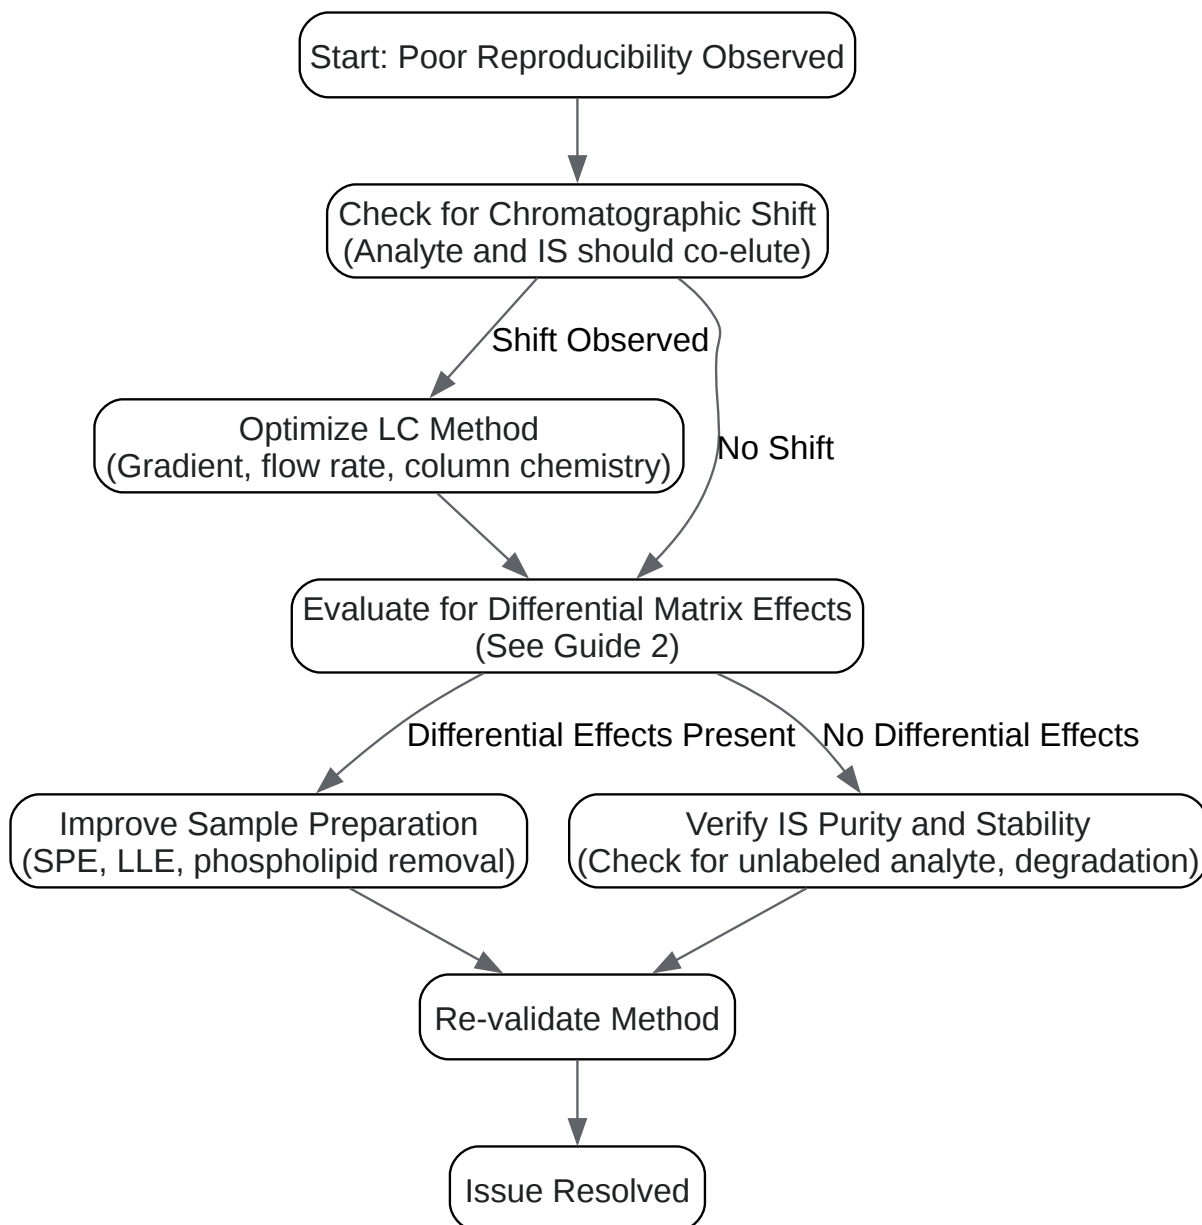 Start: Poor Reproducibility Observed
Check for Chromatographic Shift
(Analyte and IS should co-elute)
Shift Observed
Optimize LC Method
(Gradient, flow rate, column chemistry)
No Shift
Evaluate for Differential Matrix Effects
(See Guide 2)
Differential Effects Present
No Differential Effects
Improve Sample Preparation
(SPE, LLE, phospholipid removal)
Verify IS Purity and Stability
(Check for unlabeled analyte, degradation)
Re-validate Method
Issue Resolved